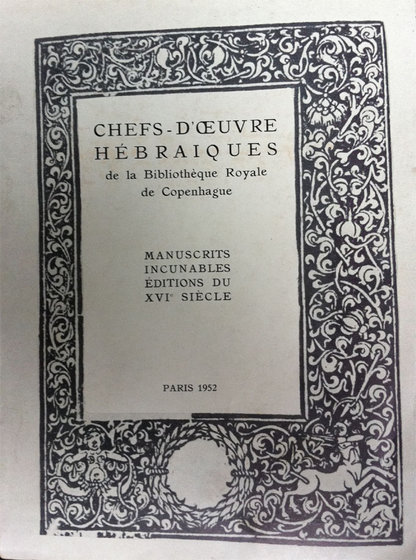 CHEFS-D'ŒUVRE
HÉBRAIQUES
de la Bibliothèque Royale
de Copenhague
MANUSCRITS
INCUNABLES
ÉDITIONS DU
XVIe SIÈCLE
PARIS 1952